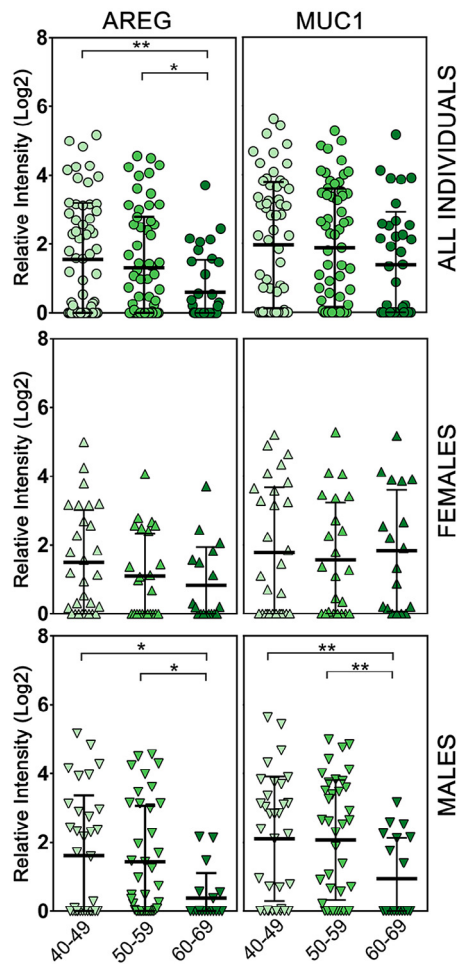 AREG MUC1
8
6
4
2
0
Relative Intensity (Log2)
** 
*
ALL INDIVIDUALS
8
6
4
2
0
Relative Intensity (Log2)
FEMALES
8
6
4
2
0
Relative Intensity (Log2)
* **
* **
MALES
40-49 50-59 60-69 40-49 50-59 60-69